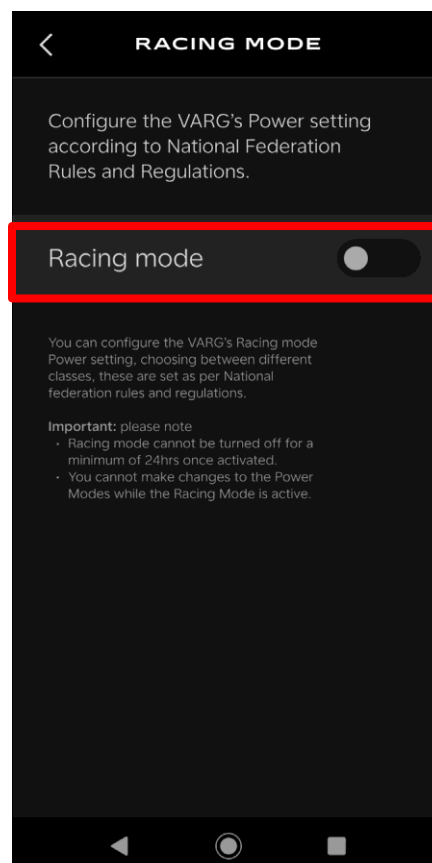 RACING MODE
Configure the VARG's Power setting
according to National Federation
Rules and Regulations.
Racing mode
You can configure the VARG's Racing mode
Power setting, choosing between different
classes, these are set as per National
federation rules and regulations.
Important: please note
· Racing mode cannot be turned off for a
minimum of 24hrs once activated.
· You cannot make changes to the Power
Modes while the Racing Mode is active.